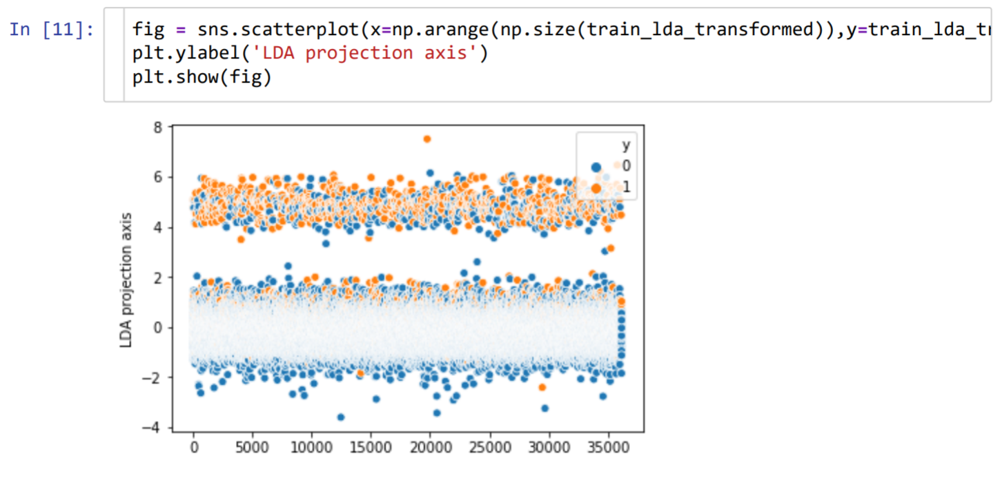 In [11]:
fig = sns.scatterplot(x=np.arange(np.size(train_lda_transformed)),y=train_lda_tr
plt.ylabel('LDA projection axis')
plt.show(fig)
8
6
4
2
0
−2
−4
LDA projection axis
y
0
1
0 5000 10000 15000 20000 25000 30000 35000